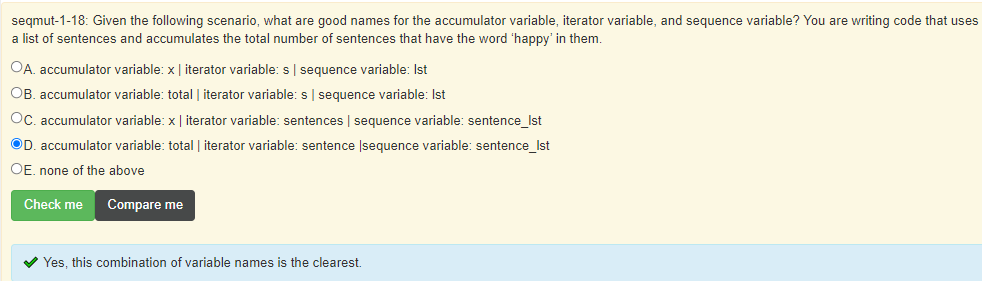 seqmut-1-18: Given the following scenario, what are good names for the accumulator variable, iterator variable, and sequence variable? You are writing code that uses
a list of sentences and accumulates the total number of sentences that have the word ‘happy’ in them.
A. accumulator variable: x | iterator variable: s | sequence variable: lst
B. accumulator variable: total | iterator variable: s | sequence variable: lst
C. accumulator variable: x | iterator variable: sentences | sequence variable: sentence_lst
D. accumulator variable: total | iterator variable: sentence |sequence variable: sentence_lst
E. none of the above
Check me Compare me
Yes, this combination of variable names is the clearest.